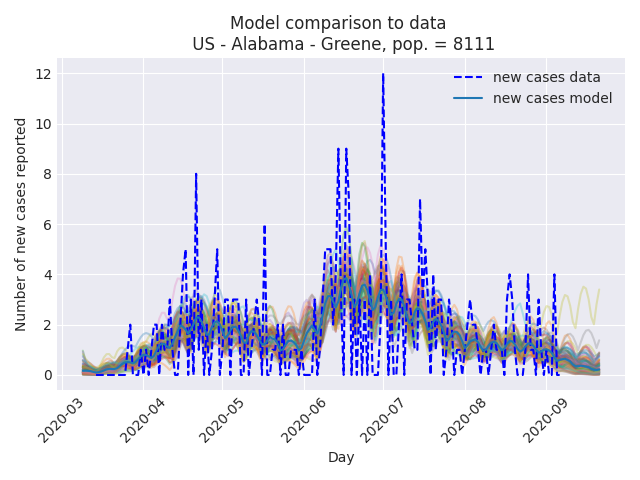 Model comparison to data
US - Alabama - Greene, pop. = 8111
new cases data
new cases model
Number of new cases reported
12
10
8
6
4
2
0
2020-03
2020-04
2020-05
2020-06
2020-07
2020-08
2020-09
Day